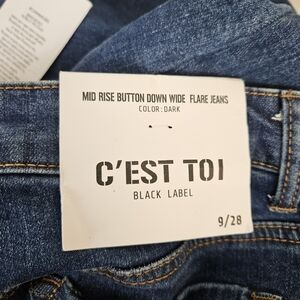 MID RISE BUTTON DOWN WIDE FLARE JEANS
COLOR: DARK
C'EST TOI
BLACK LABEL
9/28